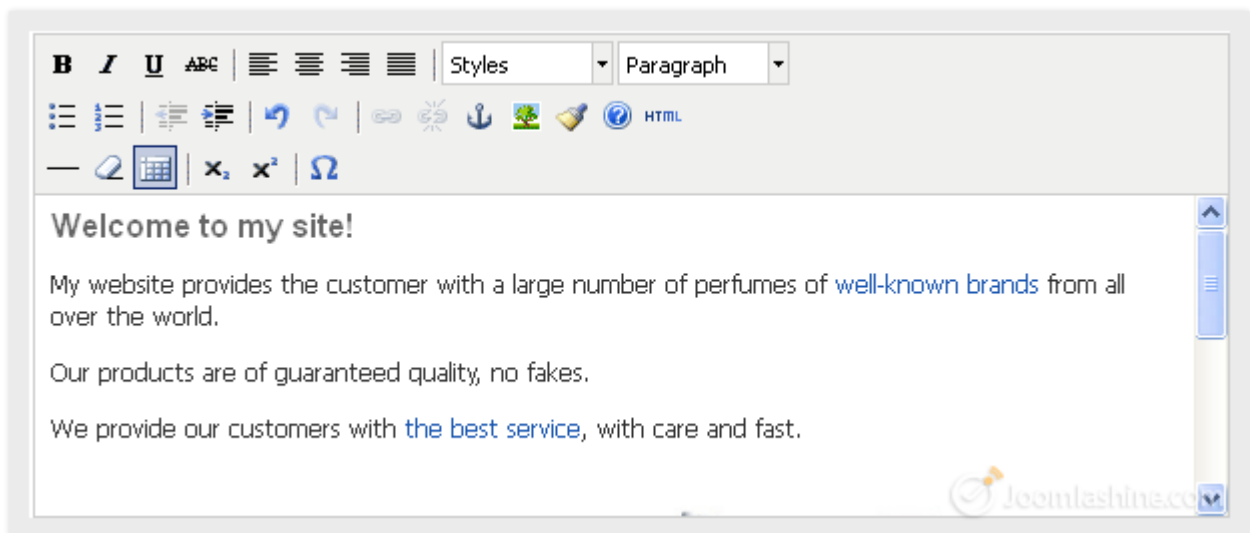 B I U ABC Styles Paragraph
HTML
x₂ x² Ω
Welcome to my site!
My website provides the customer with a large number of perfumes of well-known brands from all
over the world.
Our products are of guaranteed quality, no fakes.
We provide our customers with the best service, with care and fast.
Joomlashine.com